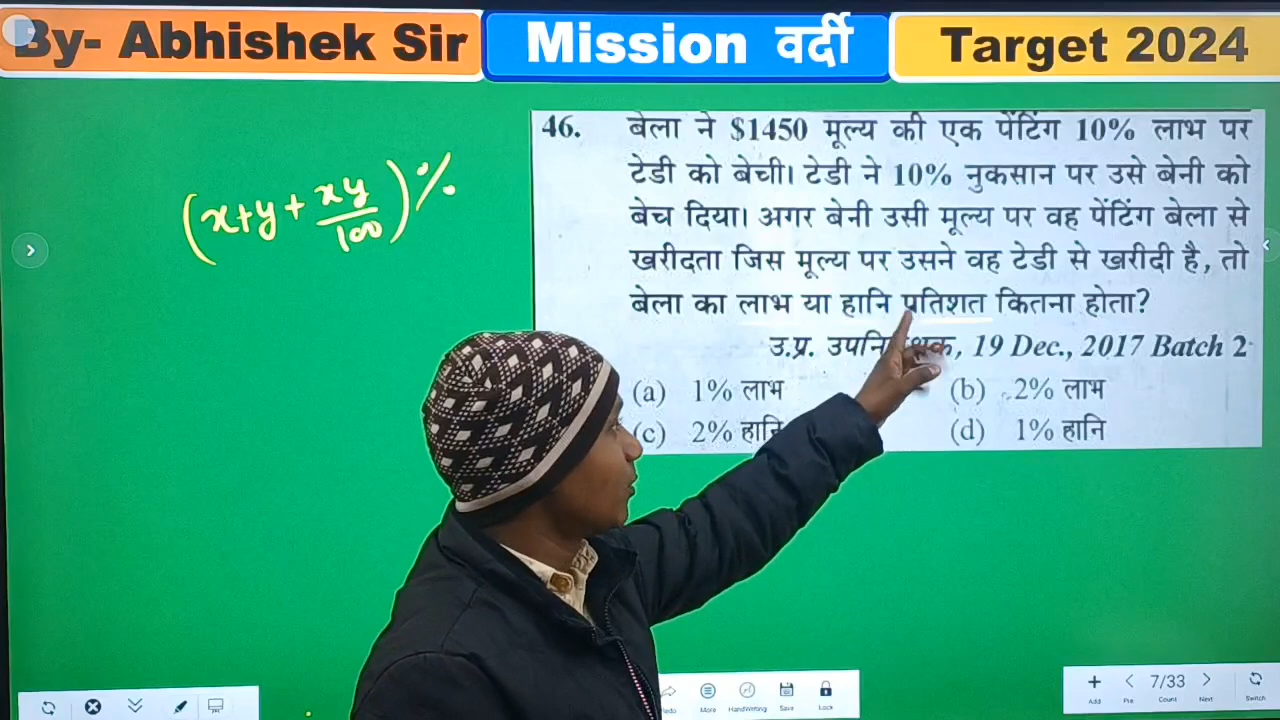 By- Abhishek Sir
Mission वर्दी
Target 2024
(x+y+xy/100)%
46. बेला ने $1450 मूल्य की एक पेंटिंग 10% लाभ पर
टेडी को बेची। टेडी ने 10% नुकसान पर उसे बेनी को
बेच दिया। अगर बेनी उसी मूल्य पर वह पेंटिंग बेला से
खरीदता जिस मूल्य पर उसने वह टेडी से खरीदी है, तो
बेला का लाभ या हानि प्रतिशत कितना होता?
उ.प्र. 19 Dec., 2017 Batch 2
(a) 1% लाभ (b) 2% लाभ
(c) 2% हानि (d) 1% हानि
More HandWriting Save Lock
+ < 7/33 >
Add Pre Count Next Switch